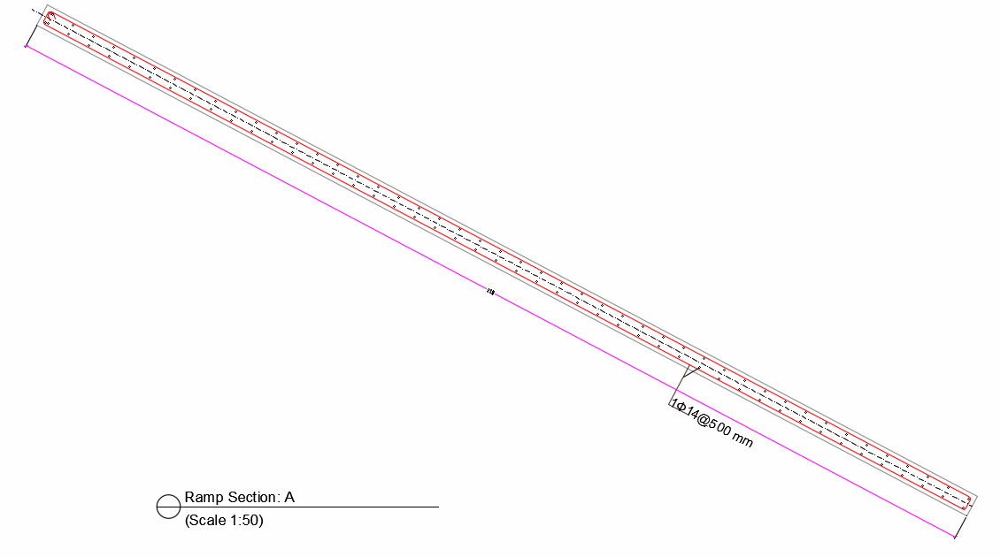 1Φ14@500 mm
Ramp Section: A
(Scale 1:50)